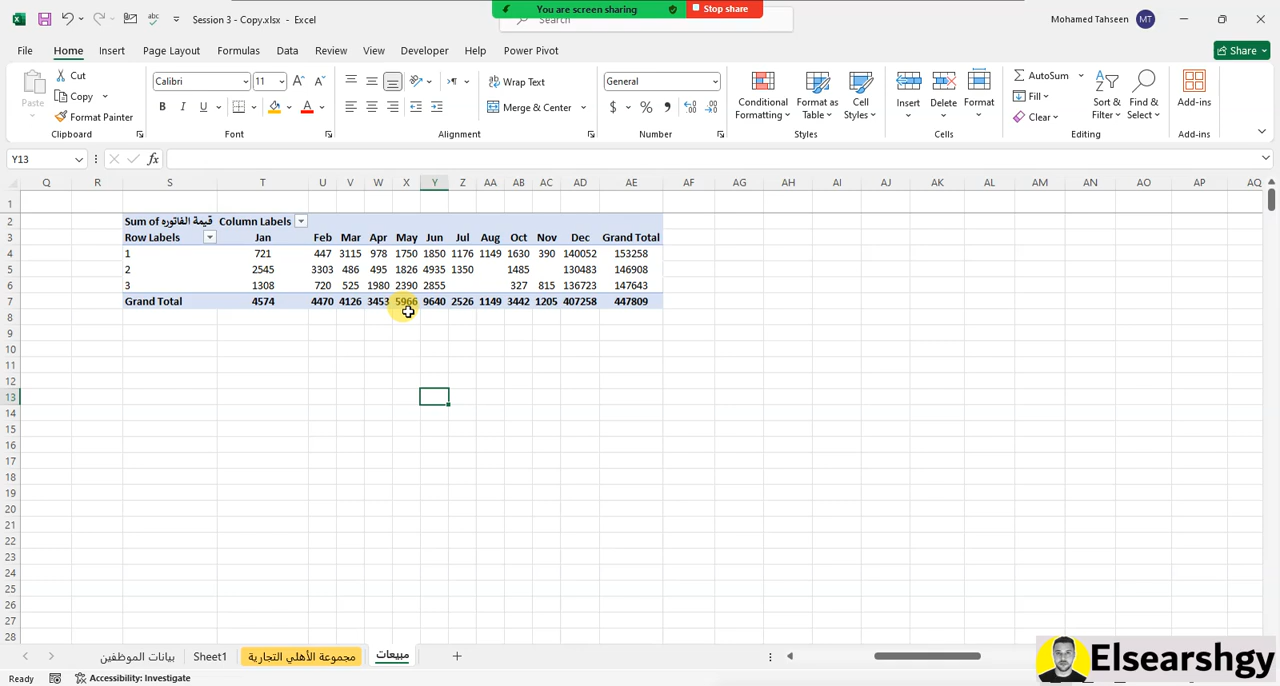 You are screen sharing
Stop share
Session 3 - Copy.xlsx - Excel
Search
Mohamed Tahseen
MT
File Home Insert Page Layout Formulas Data Review View Developer Help Power Pivot
Share
Paste
Cut
Copy
Format Painter
Clipboard
Calibri 11
B I U
Font
Wrap Text
Merge & Center
Alignment
General
Number
Conditional Formatting
Format as Table
Cell Styles
Styles
Insert
Delete
Format
Cells
AutoSum
Fill
Clear
Sort & Filter
Find & Select
Editing
Add-ins
Add-ins
Y13
fx
Q R S T U V W X Y Z AA AB AC AD AE AF AG AH AI AJ AK AL AM AN AO AP AQ
1
2 Sum of قيمة الفاتوره Column Labels
3 Row Labels Jan Feb Mar Apr May Jun Jul Aug Oct Nov Dec Grand Total
4 1 721 447 3115 978 1750 1850 1176 1149 1630 390 140052 153258
5 2 2545 3303 486 495 1826 4935 1350 1485 130483 146908
6 3 1308 720 525 1980 2390 2855 327 815 136723 147643
7 Grand Total 4574 4470 4126 3453 5966 9640 2526 1149 3442 1205 407258 447809
8
9
10
11
12
13
14
15
16
17
18
19
20
21
22
23
24
25
26
27
28
بيانات الموظفين Sheet1 مجموعة الأهلي التجارية مبيعات
Ready
Accessibility: Investigate
Elsearshgy